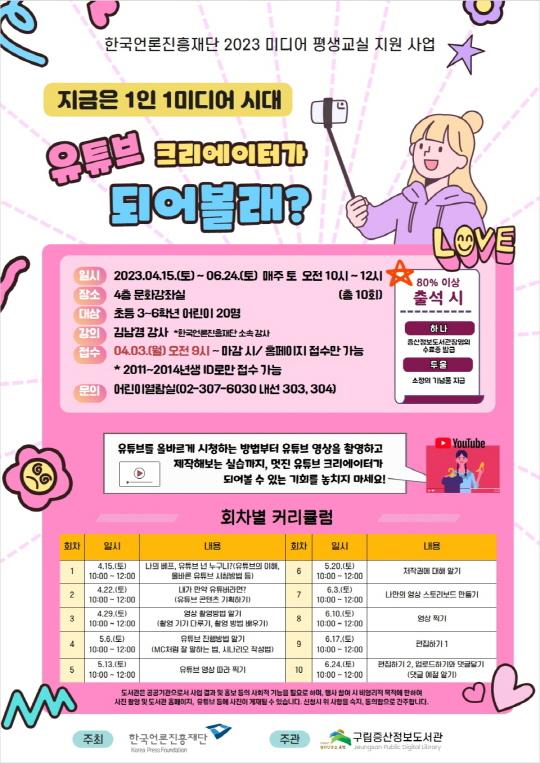 한국언론진흥재단 2023 미디어 평생교실 지원 사업
지금은 1인 1미디어 시대
유튜브 크리에이터가
되어볼래?
LOVE
일시 2023.04.15.(토) ~ 06.24.(토) 매주 토 오전 10시 ~ 12시
장소 4층 문화강좌실 (총 10회)
대상 초등 3~6학년 어린이 20명
강의 김남경 강사 *한국언론진흥재단 소속 강사
접수 04.03.(월) 오전 9시 ~ 마감 시/ 홈페이지 접수만 가능
* 2011~2014년생 ID로만 접수 가능
문의 어린이열람실(02-307-6030 내선 303, 304)
80% 이상
출석 시
하나
증산정보도서관장명의
수료증 발급
두울
소정의 기념품 지급
유튜브를 올바르게 시청하는 방법부터 유튜브 영상을 촬영하고
제작해보는 실습까지, 멋진 유튜브 크리에이터가
되어볼 수 있는 기회를 놓치지 마세요!
YouTube
회차별 커리큘럼
회차 일시 내용 회차 일시 내용
1 4.15.(토) 10:00 ~ 12:00 나의 베프, 유튜브 넌 누구니?(유튜브의 이해, 올바른 유튜브 시청방법 등)
6 5.20.(토) 10:00 ~ 12:00 저작권에 대해 알기
2 4.22.(토) 10:00 ~ 12:00 내가 만약 유튜버라면? (유튜브 콘텐츠 기획하기)
7 6.3.(토) 10:00 ~ 12:00 나만의 영상 스토리보드 만들기
3 4.29.(토) 10:00 ~ 12:00 영상 촬영방법 알기 (촬영 기기 다루기, 촬영 방법 배우기)
8 6.10.(토) 10:00 ~ 12:00 영상 찍기
4 5.6.(토) 10:00 ~ 12:00 유튜브 진행방법 알기 (MC처럼 잘 말하는 법, 시나리오 작성법)
9 6.17.(토) 10:00 ~ 12:00 편집하기 1
5 5.13.(토) 10:00 ~ 12:00 유튜브 영상 따라 찍기
10 6.24.(토) 10:00 ~ 12:00 편집하기 2, 업로드하기와 댓글달기 (댓글 예절 알기)
도서관은 공공기관으로서 사업 결과 및 홍보 등의 사회적 기능을 필요로 하며, 행사 참여 시 비영리적 목적에 한하여
사진 촬영 및 도서관 홈페이지, 유튜브 등에 사진이 게재될 수 있습니다. 신청시 위 사항을 숙지, 동의함으로 간주합니다.
주최 한국언론진흥재단
Korea Press Foundation
주관 구립증산정보도서관
Jeungsan Public Digital Library